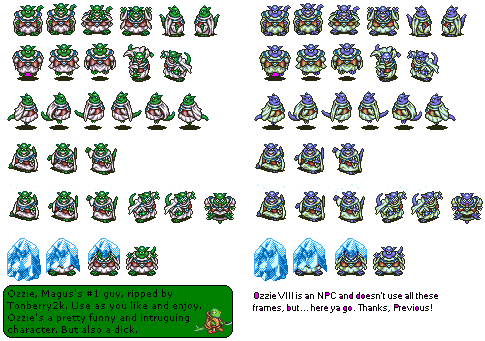 Ozzie, Magus's #1 guy, ripped by
Tonberry2k. Use as you like and enjoy.
Ozzie's a pretty funny and intruguing
character. But also a dick.
Ozzie VIII is an NPC and doesn't use all these
frames, but... here ya go. Thanks, Previous!